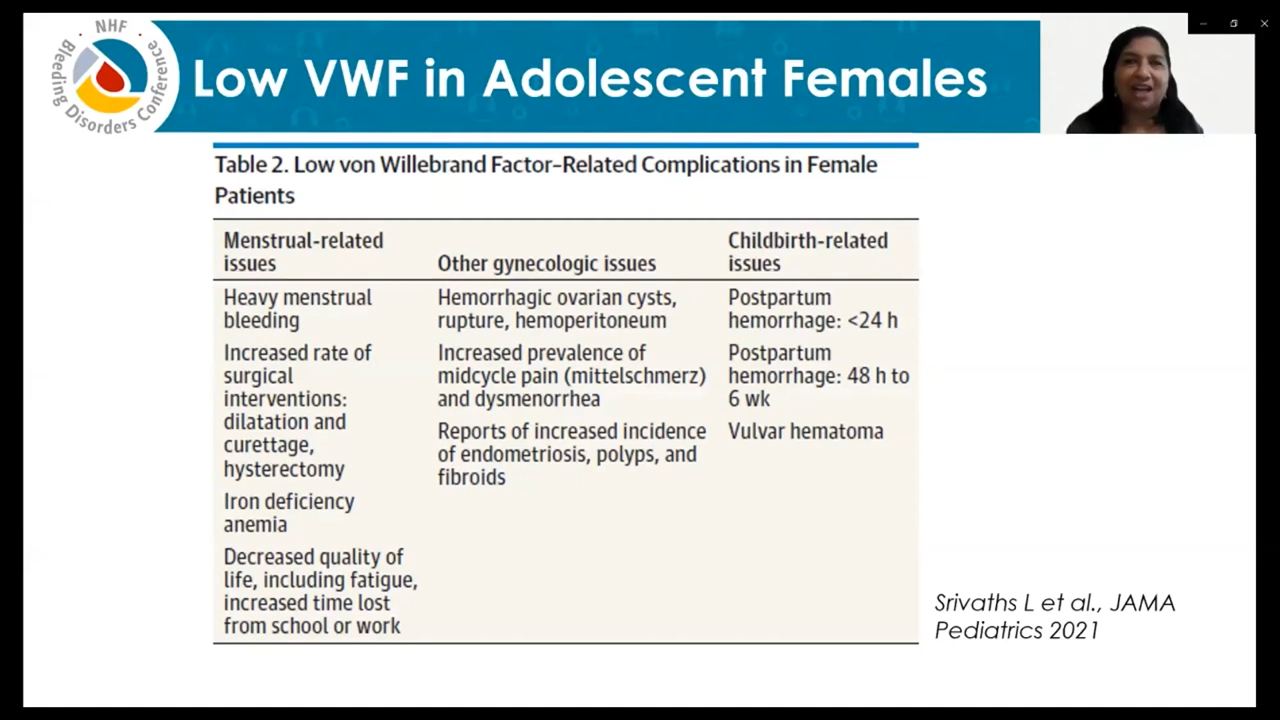 NHF
Bleeding Disorders Conference
Low VWF in Adolescent Females
Table 2. Low von Willebrand Factor–Related Complications in Female
Patients
Menstrual-related
issues
Other gynecologic issues
Childbirth-related
issues
Heavy menstrual
bleeding
Hemorrhagic ovarian cysts,
rupture, hemoperitoneum
Postpartum
hemorrhage: <24 h
Increased rate of
surgical
interventions:
dilatation and
curettage,
hysterectomy
Increased prevalence of
midcycle pain (mittelschmerz)
and dysmenorrhea
Postpartum
hemorrhage: 48 h to
6 wk
Reports of increased incidence
of endometriosis, polyps, and
fibroids
Vulvar hematoma
Iron deficiency
anemia
Decreased quality of
life, including fatigue,
increased time lost
from school or work
Srivaths L et al., JAMA
Pediatrics 2021